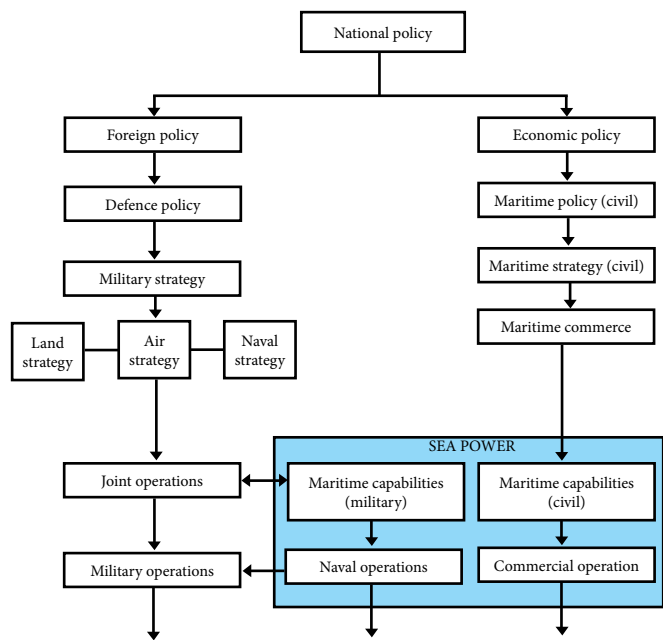 National policy
Foreign policy
Economic policy
Defence policy
Maritime policy (civil)
Military strategy
Maritime strategy (civil)
Land
strategy
Air
strategy
Naval
strategy
Maritime commerce
SEA POWER
Joint operations
Maritime capabilities
(military)
Maritime capabilities
(civil)
Military operations
Naval operations
Commercial operation